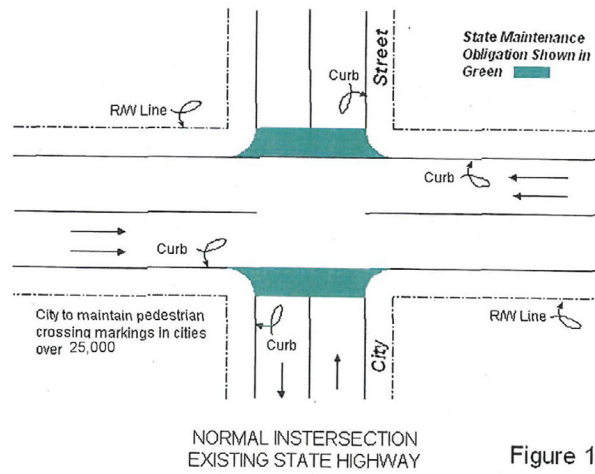 State Maintenance
Obligation Shown in
Green
Curb
Street
R/W Line
Curb
Curb
City to maintain pedestrian
crossing markings in cities
over 25,000
Curb
City
R/W Line
NORMAL INSTERSECTION
EXISTING STATE HIGHWAY
Figure 1